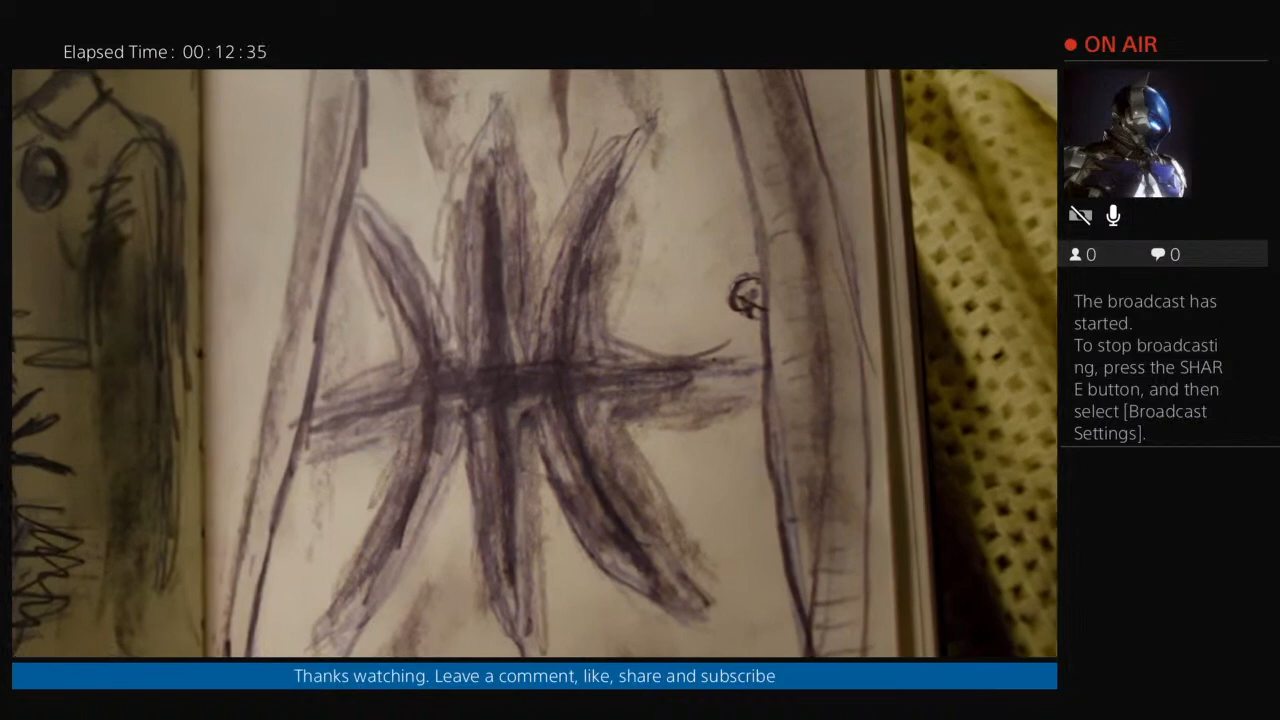 Elapsed Time: 00:12:35
ON AIR
0 0
The broadcast has
started.
To stop broadcasti
ng, press the SHAR
E button, and then
select [Broadcast
Settings].
Thanks watching. Leave a comment, like, share and subscribe